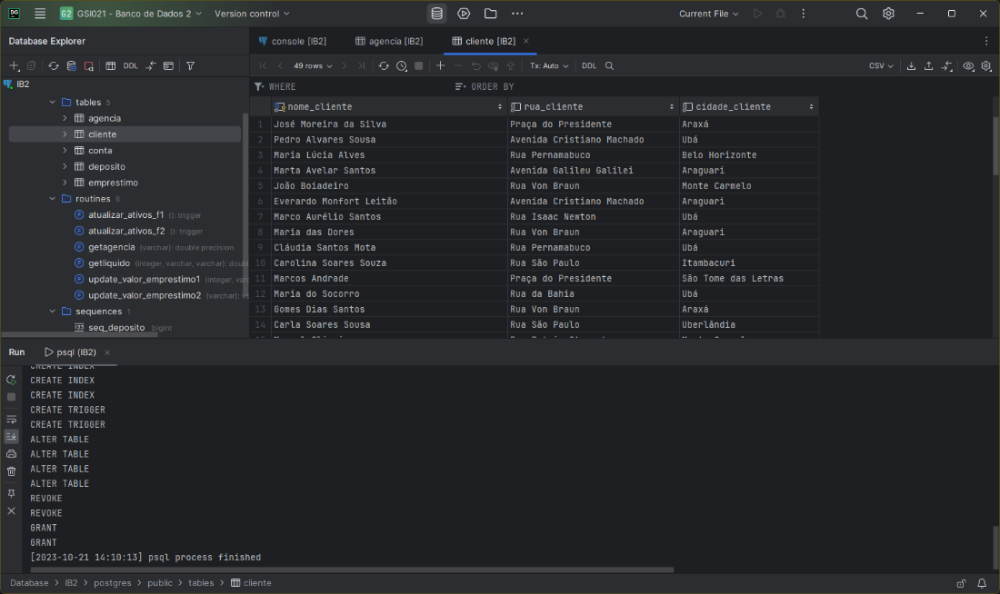 DG G2 GSI021 - Banco de Dados 2 Version control Current File
Database Explorer
console [IB2] agencia [IB2] cliente [IB2]
DDL
49 rows Tx: Auto DDL CSV
IB2
tables 5
agencia
cliente
conta
deposito
emprestimo
routines 6
atualizar_ativos_f1 (): trigger
atualizar_ativos_f2 (): trigger
getagencia (varchar): double precision
getliquido (integer, varchar, varchar): doub
update_valor_emprestimo1 (integer, varc
update_valor_emprestimo2 (varchar): vo
sequences 1
123 seq_deposito bigint
WHERE ORDER BY
nome_cliente rua_cliente cidade_cliente
1 José Moreira da Silva Praça do Presidente Araxá
2 Pedro Alvares Sousa Avenida Cristiano Machado Ubá
3 Maria Lúcia Alves Rua Pernamabuco Belo Horizonte
4 Marta Avelar Santos Avenida Galileu Galilei Araguari
5 João Boiadeiro Rua Von Braun Monte Carmelo
6 Everardo Monfort Leitão Avenida Cristiano Machado Araguari
7 Marco Aurélio Santos Rua Isaac Newton Ubá
8 Maria das Dores Rua Von Braun Araguari
9 Cláudia Santos Mota Rua Pernamabuco Ubá
10 Carolina Soares Souza Rua São Paulo Itambacuri
11 Marcos Andrade Praça do Presidente São Tome das Letras
12 Maria do Socorro Rua da Bahia Ubá
13 Gomes Dias Santos Rua Von Braun Araxá
14 Carla Soares Sousa Rua São Paulo Uberlândia
Run psql (IB2)
CREATE INDEX
CREATE INDEX
CREATE INDEX
CREATE TRIGGER
CREATE TRIGGER
ALTER TABLE
ALTER TABLE
ALTER TABLE
ALTER TABLE
REVOKE
REVOKE
GRANT
GRANT
[2023-10-21 14:10:13] psql process finished
Database > IB2 > postgres > public > tables > cliente